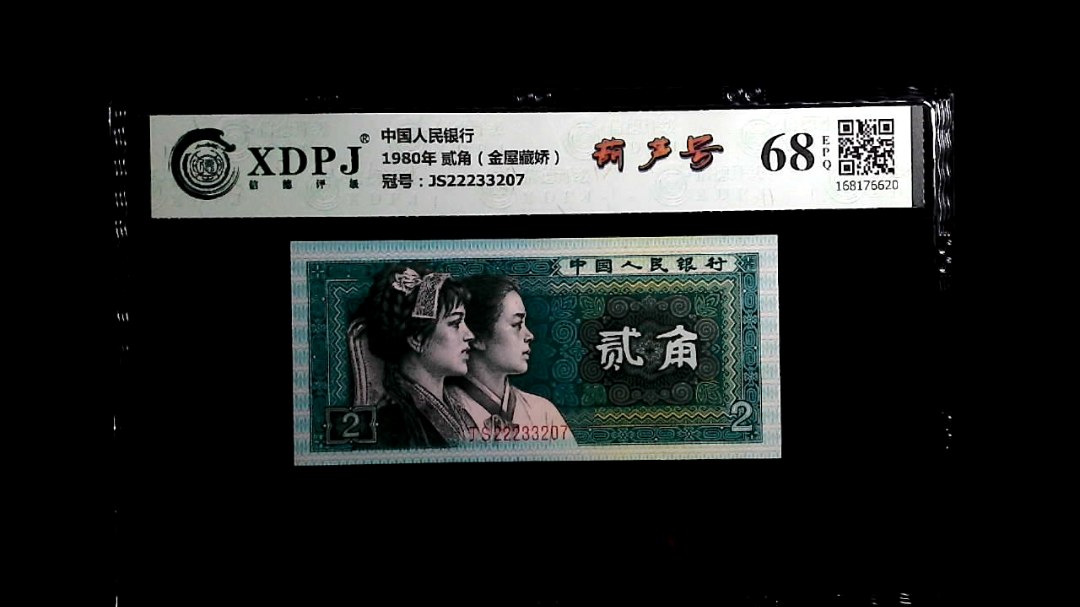 XDPJ®
信德评级
中国人民银行
1980年 贰角（金屋藏娇）
冠号：JS22233207
葫芦号
68
EPQ
168176620
中国人民银行
贰角
2
2
JS22233207